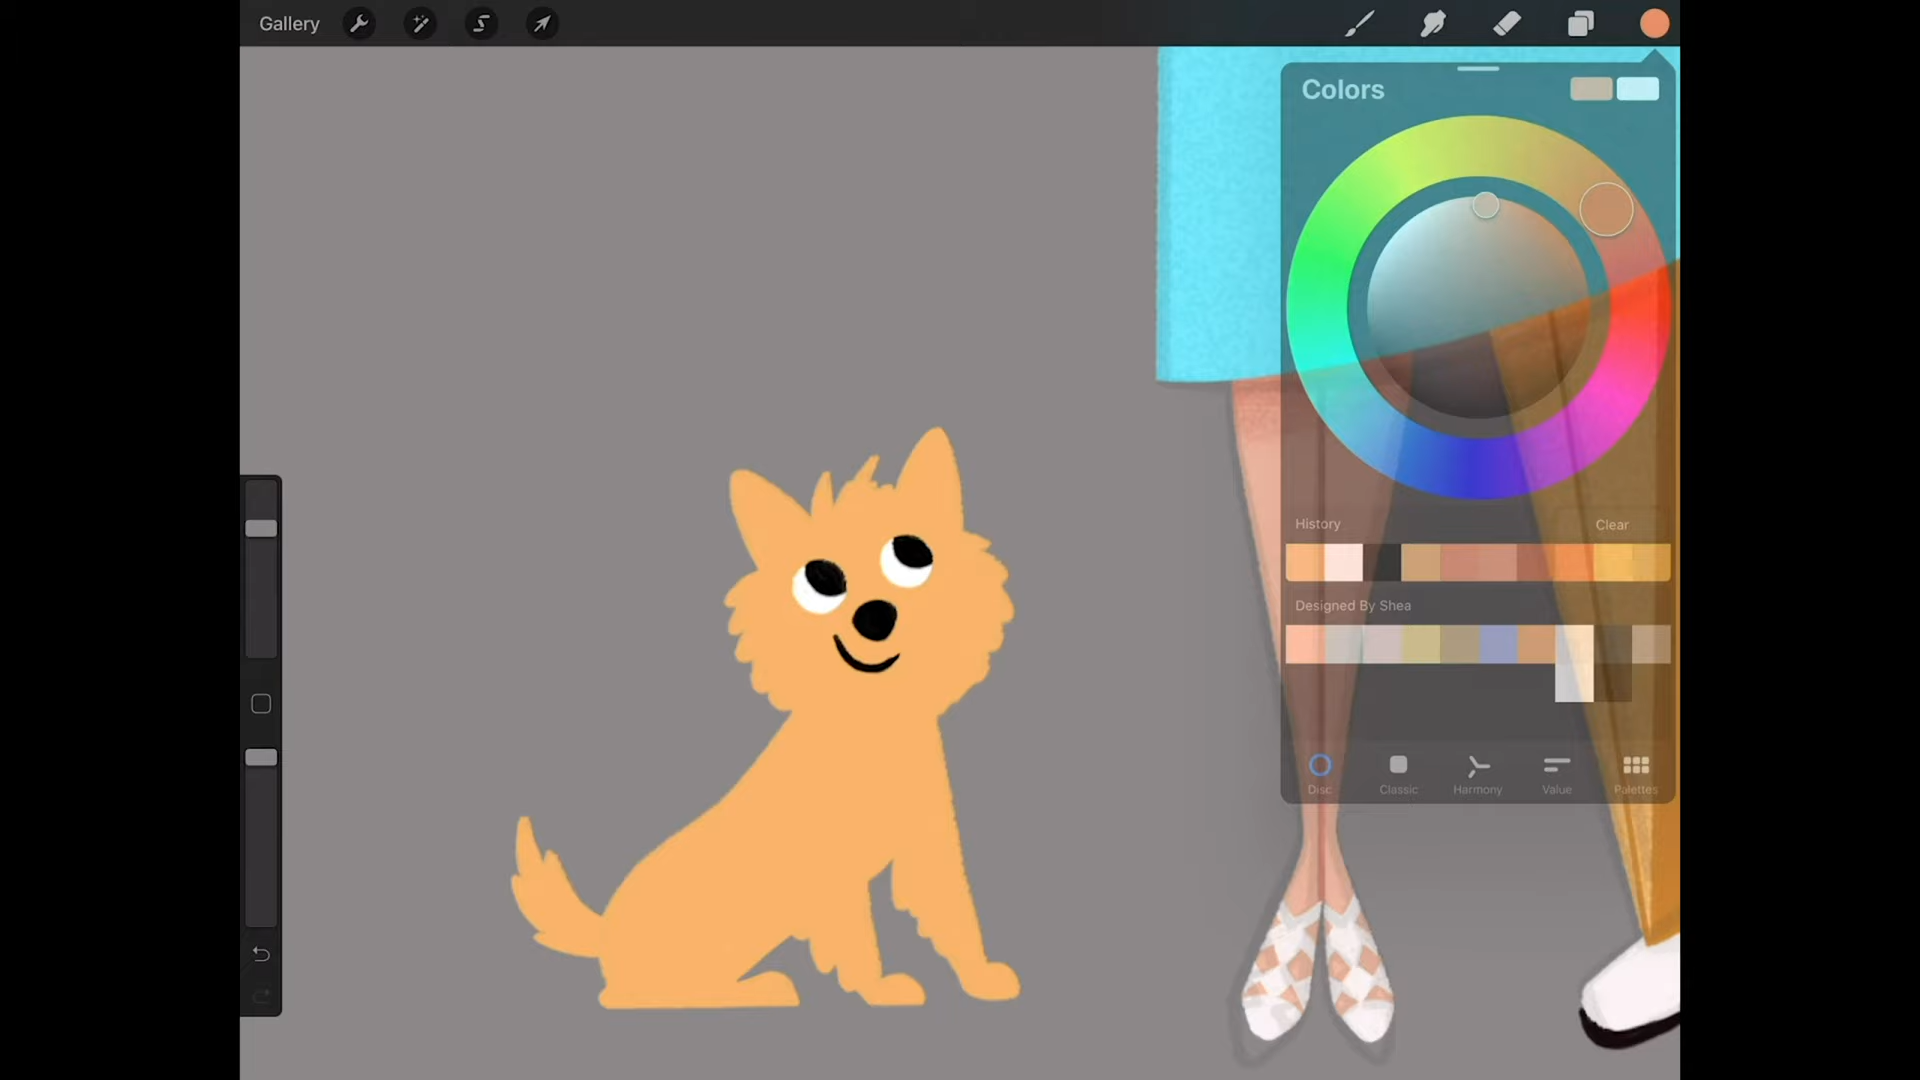 Gallery
Colors
History
Clear
Designed By Shea
Disc
Classic
Harmony
Value
Palettes